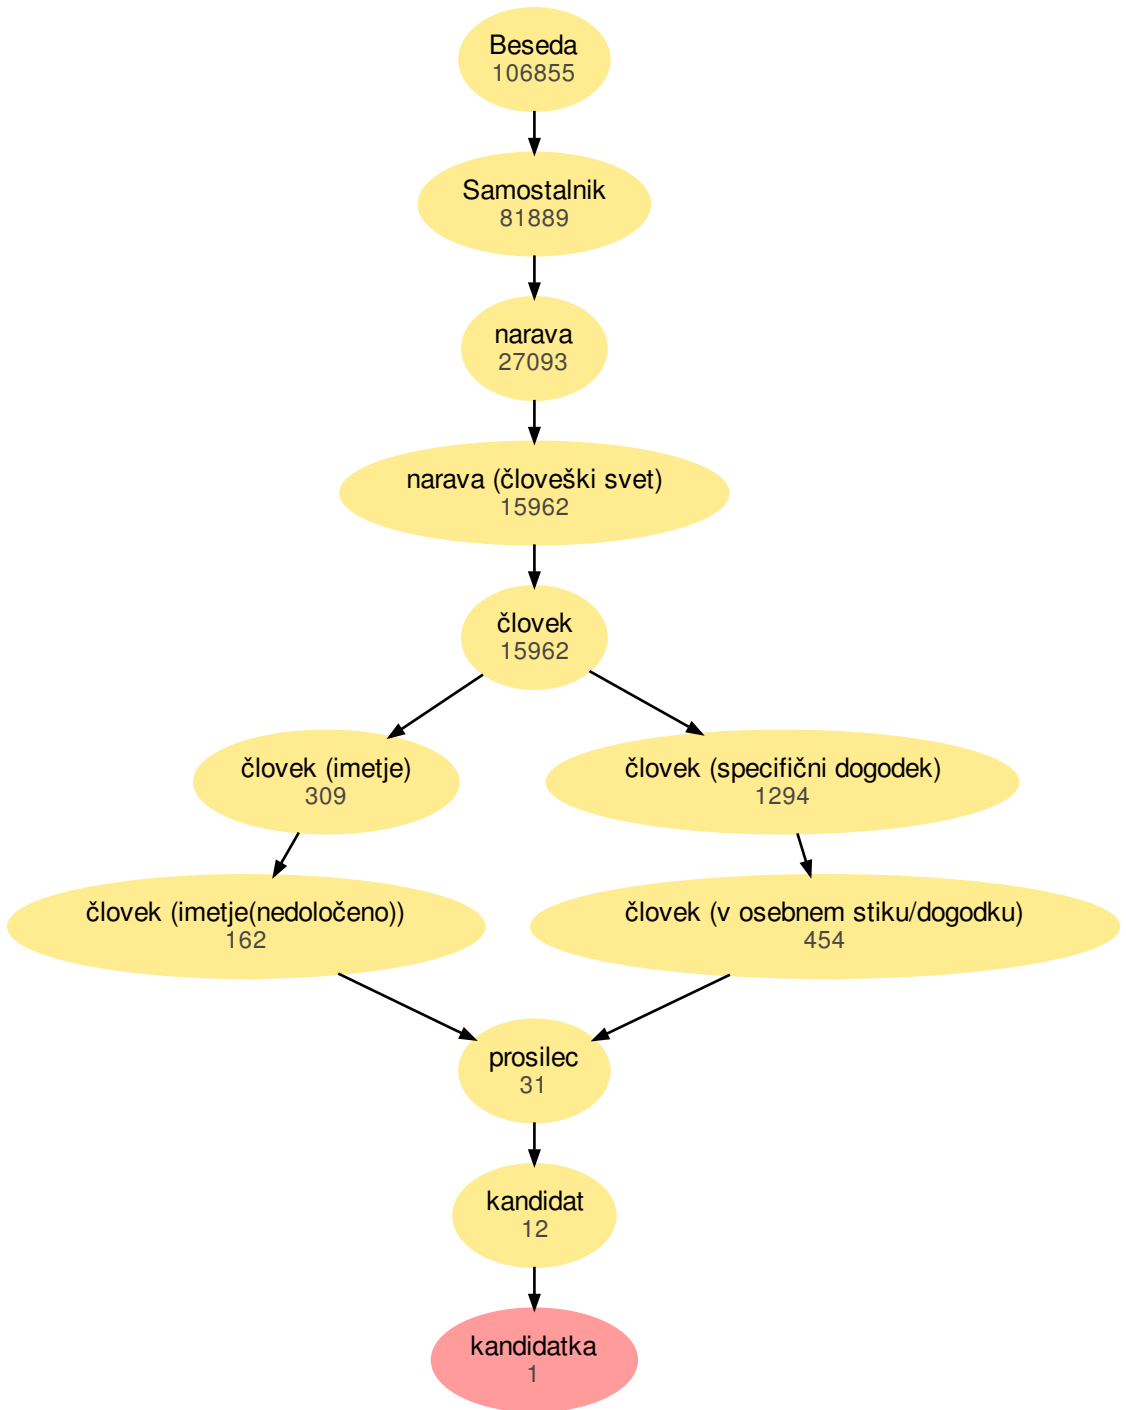 Beseda
106855
Samostalnik
81889
narava
27093
narava (človeški svet)
15962
človek
15962
človek (imetje)
309
človek (specifični dogodek)
1294
človek (imetje(nedoločeno))
162
človek (v osebnem stiku/dogodku)
454
prosilec
31
kandidat
12
kandidatka
1